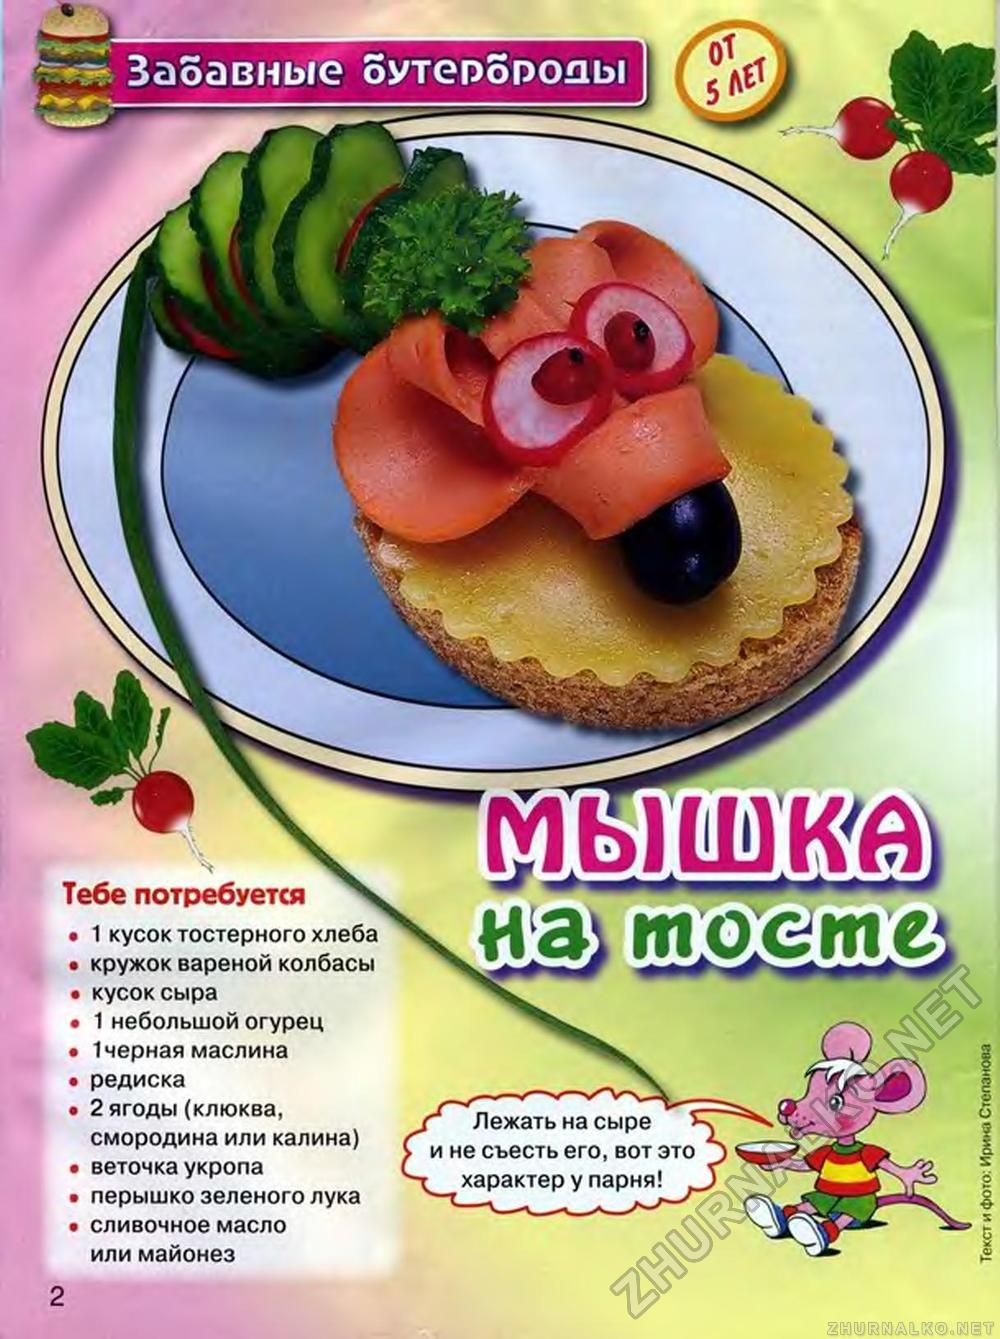 Забавные бутерброды
ОТ
5 ЛЕТ
МЫШКА
на тосте
Тебе потребуется
• 1 кусок тостерного хлеба
• кружок вареной колбасы
• кусок сыра
• 1 небольшой огурец
• 1черная маслина
• редиска
• 2 ягоды (клюква,
смородина или калина)
• веточка укропа
• перышко зеленого лука
• сливочное масло
или майонез
Лежать на сыре
и не съесть его, вот это
характер у парня!
Текст и фото: Ирина Степанова
2
ZHURNALKO.NET
ZHURNALKO.NET